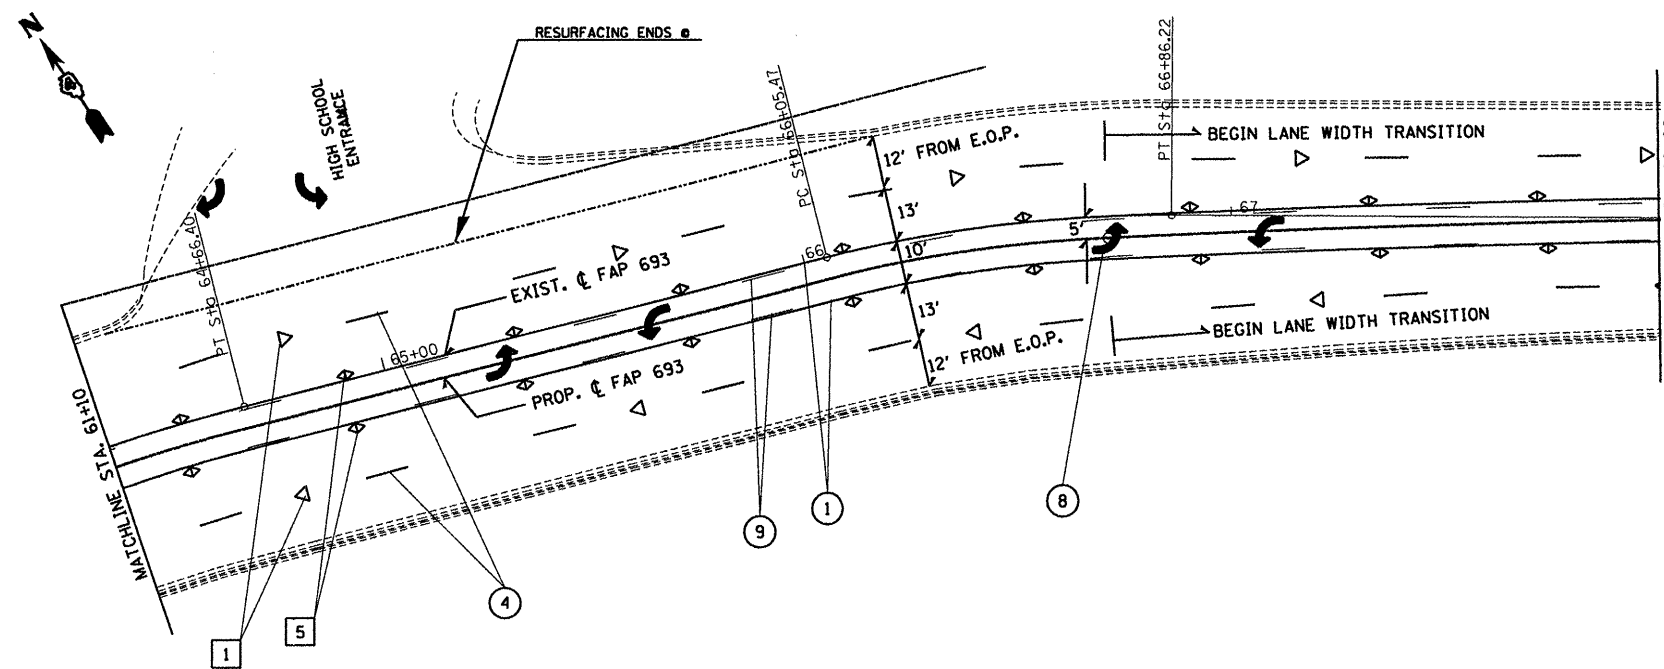 N
RESURFACING ENDS @
HIGH SCHOOL
ENTRANCE
PT Sta 64+66.40
PC Sta 66+05.47
PT Sta 66+86.22
12' FROM E.O.P.
BEGIN LANE WIDTH TRANSITION
13'
10'
5'
+67
66
EXIST. ℄ FAP 693
65+00
PROP. ℄ FAP 693
13'
12' FROM E.O.P.
BEGIN LANE WIDTH TRANSITION
MATCHLINE STA. 61+10
1
5
4
9
1
8